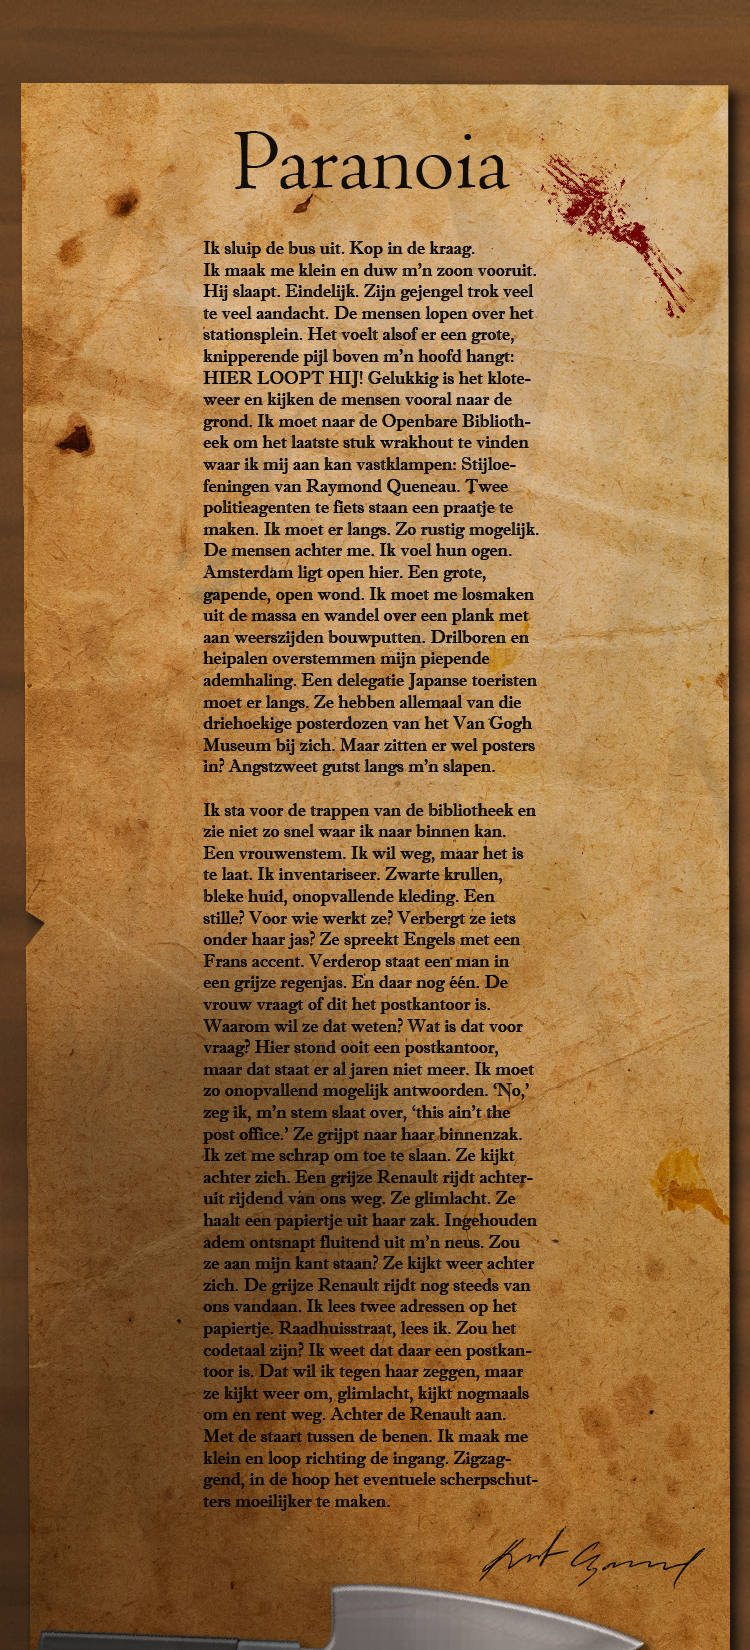 Paranoia
Ik sluip de bus uit. Kop in de kraag.
Ik maak me klein en duw m’n zoon vooruit.
Hij slaapt. Eindelijk. Zijn gejengel trok veel
te veel aandacht. De mensen lopen over het
stationsplein. Het voelt alsof er een grote,
knipperende pijl boven m’n hoofd hangt:
HIER LOOPT HIJ! Gelukkig is het klote-
weer en kijken de mensen vooral naar de
grond. Ik moet naar de Openbare Biblioth-
eek om het laatste stuk wrakhout te vinden
waar ik mij aan kan vastklampen: Stijloe-
feningen van Raymond Queneau. Twee
politieagenten te fiets staan een praatje te
maken. Ik moet er langs. Zo rustig mogelijk.
De mensen achter me. Ik voel hun ogen.
Amsterdam ligt open hier. Een grote,
gapende, open wond. Ik moet me losmaken
uit de massa en wandel over een plank met
aan weerszijden bouwputten. Drilboren en
heipalen overstemmen mijn piepende
ademhaling. Een delegatie Japanse toeristen
moet er langs. Ze hebben allemaal van die
driehoekige posterdozen van het Van Gogh
Museum bij zich. Maar zitten er wel posters
in? Angstzweet gutst langs m’n slapen.
Ik sta voor de trappen van de bibliotheek en
zie niet zo snel waar ik naar binnen kan.
Een vrouwenstem. Ik wil weg, maar het is
te laat. Ik inventariseer. Zwarte krullen,
bleke huid, onopvallende kleding. Een
stille? Voor wie werkt ze? Verbergt ze iets
onder haar jas? Ze spreekt Engels met een
Frans accent. Verderop staat een man in
een grijze regenjas. En daar nog één. De
vrouw vraagt of dit het postkantoor is.
Waarom wil ze dat weten? Wat is dat voor
vraag? Hier stond ooit een postkantoor,
maar dat staat er al jaren niet meer. Ik moet
zo onopvallend mogelijk antwoorden. ‘No,’
zeg ik, m’n stem slaat over, ‘this ain’t the
post office.’ Ze grijpt naar haar binnenzak.
Ik zet me schrap om toe te slaan. Ze kijkt
achter zich. Een grijze Renault rijdt achter-
uit rijdend van ons weg. Ze glimlacht. Ze
haalt een papiertje uit haar zak. Ingehouden
adem ontsnapt fluitend uit m’n neus. Zou
ze aan mijn kant staan? Ze kijkt weer achter
zich. De grijze Renault rijdt nog steeds van
ons vandaan. Ik lees twee adressen op het
papiertje. Raadhuisstraat, lees ik. Zou het
codetaal zijn? Ik weet dat daar een postkan-
toor is. Dat wil ik tegen haar zeggen, maar
ze kijkt weer om, glimlacht, kijkt nogmaals
om en rent weg. Achter de Renault aan.
Met de staart tussen de benen. Ik maak me
klein en loop richting de ingang. Zigzag-
gend, in de hoop het eventuele scherpschut-
ters moeilijker te maken.